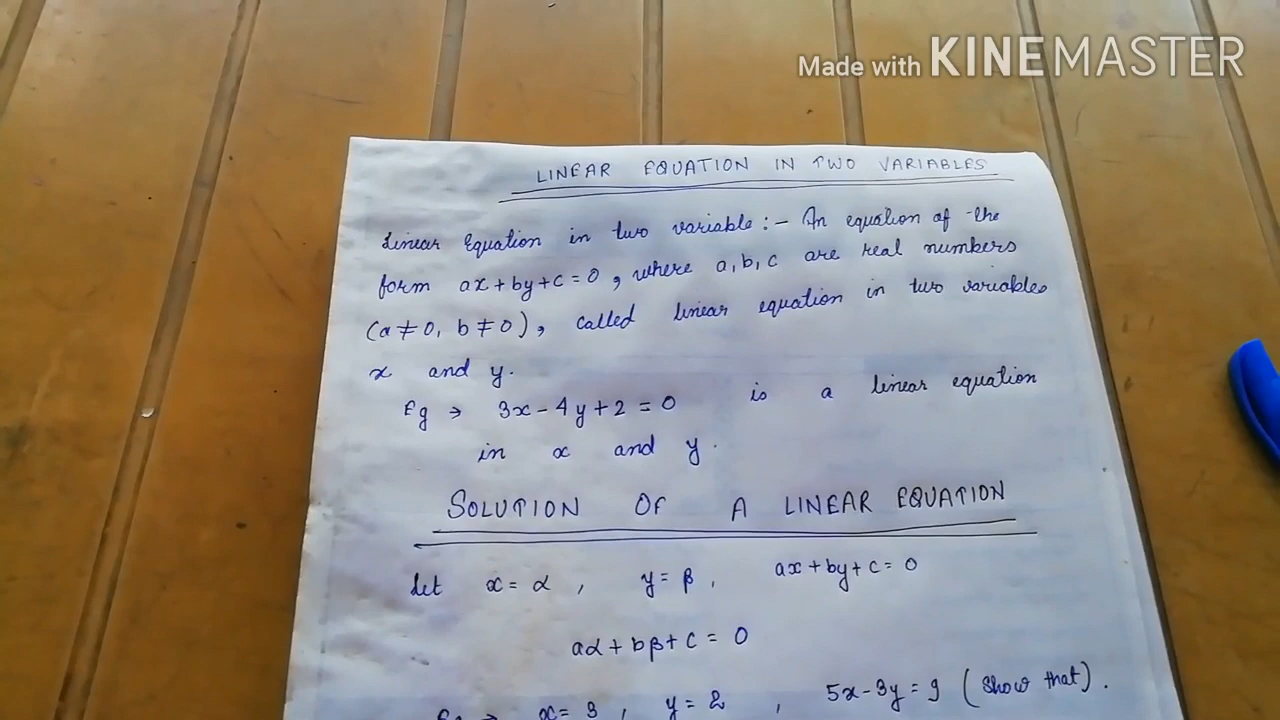 Made with KINEMASTER
LINEAR EQUATION IN TWO VARIABLES
Linear Equation in two variable :- An equation of the
form ax + by + c = 0, where a, b, c are real numbers
(a ≠ 0, b ≠ 0), called linear equation in two variables
x and y.
Eg → 3x - 4y + 2 = 0 is a linear equation
in x and y.
SOLUTION OF A LINEAR EQUATION
Let x = α, y = β, ax + by + c = 0
aα + bβ + c = 0
Eg → x = 3, y = 2, 5x - 3y = 9 (Show that).